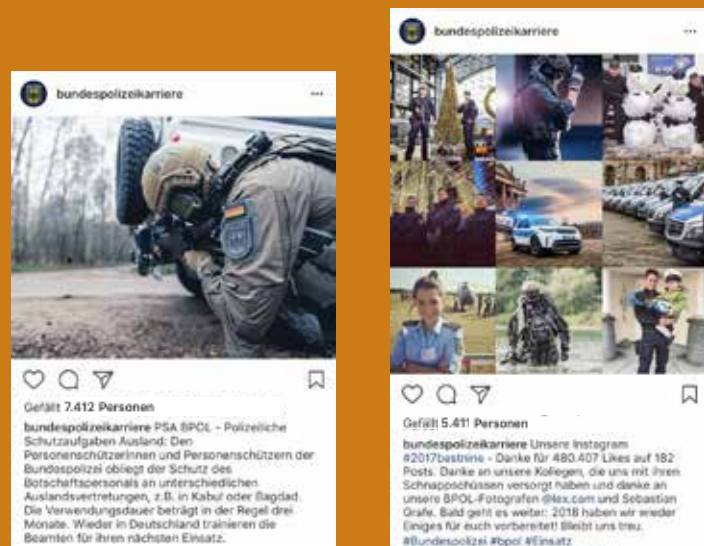 bundespolizeikarriere
Gefällt 7.412 Personen
bundespolizeikarriere PSA BPOL - Polizeiliche
Schutzaufgaben Ausland: Den
Personenschützerinnen und Personenschützern der
Bundespolizei obliegt der Schutz des
Botschaftspersonals an unterschiedlichen
Auslandsvertretungen, z.B. in Kabul oder Bagdad.
Die Verwendungsdauer beträgt in der Regel drei
Monate. Wieder in Deutschland trainieren die
Beamten für ihren nächsten Einsatz.
bundespolizeikarriere
Gefällt 5.411 Personen
bundespolizeikarriere Unsere Instagram
#2017bestnine - Danke für 480.407 Likes auf 182
Posts. Danke an unsere Kollegen, die uns mit ihren
Schnappschüssen versorgt haben und danke an
unsere BPOL-Fotografen @lex.com und Sebastian
Grafe. Bald geht es weiter: 2018 haben wir wieder
Einiges für euch vorbereitet! Bleibt uns treu.
#Bundespolizei #bpol #Einsatz